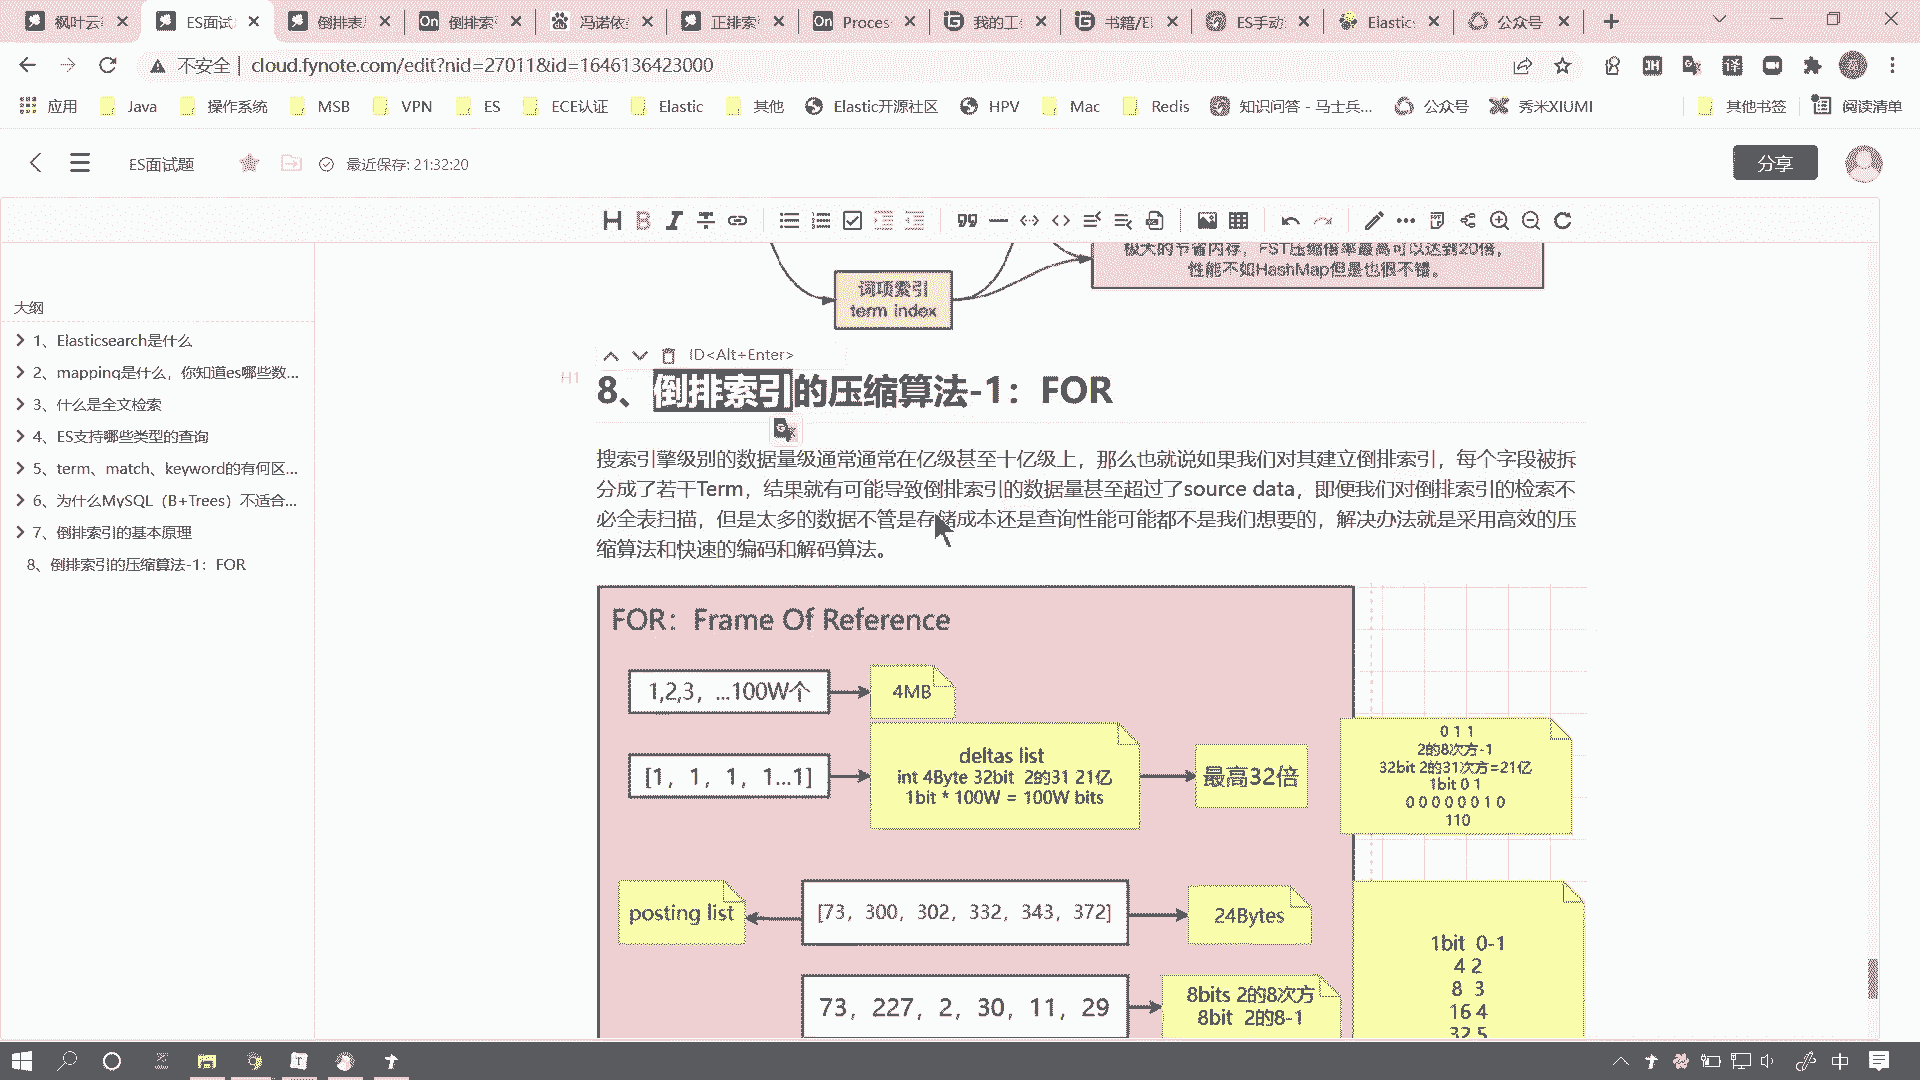 枫叶云
ES面试
倒排表
倒排索
冯诺依
正排索
Proces
我的工
书籍/El
ES手动
Elastic
公众号
不安全
cloud.fynote.com/edit?nid=27011&id=1646136423000
应用
Java
操作系统
MSB
VPN
ES
ECE认证
Elastic
其他
Elastic开源社区
HPV
Mac
Redis
知识问答 - 马士兵...
公众号
秀米XIUMI
其他书签
阅读清单
ES面试题
最近保存: 21:32:20
分享
大纲
1、Elasticsearch是什么
2、mapping是什么，你知道es哪些数...
3、什么是全文检索
4、ES支持哪些类型的查询
5、term、match、keyword的有何区...
6、为什么MySQL（B+Trees）不适合...
7、倒排索引的基本原理
8、倒排索引的压缩算法-1：FOR
极大的节省内存，FST压缩倍率最高可以达到20倍，
性能不如HashMap但是也很不错。
词项索引
term index
ID<Alt+Enter>
H1
8、倒排索引的压缩算法-1：FOR
搜索引擎级别的数据量级通常通常在亿级甚至十亿级上，那么也就说如果我们对其建立倒排索引，每个字段被拆
分成了若干Term，结果就有可能导致倒排索引的数据量甚至超过了source data，即便我们对倒排索引的检索不
必全表扫描，但是太多的数据不管是存储成本还是查询性能可能都不是我们想要的，解决办法就是采用高效的压
缩算法和快速的编码和解码算法。
FOR：Frame Of Reference
1,2,3，...100W个
4MB
[1，1，1，1...1]
deltas list
int 4Byte 32bit 2的31 21亿
1bit * 100W = 100W bits
最高32倍
0 1 1
2的8次方-1
32bit 2的31次方=21亿
1bit 0 1
0 0 0 0 0 0 1 0
110
posting list
[73，300，302，332，343，372]
24Bytes
73，227，2，30，11，29
8bits 2的8次方
8bit 2的8-1
1bit 0-1
4 2
8 3
16 4
32 5
中